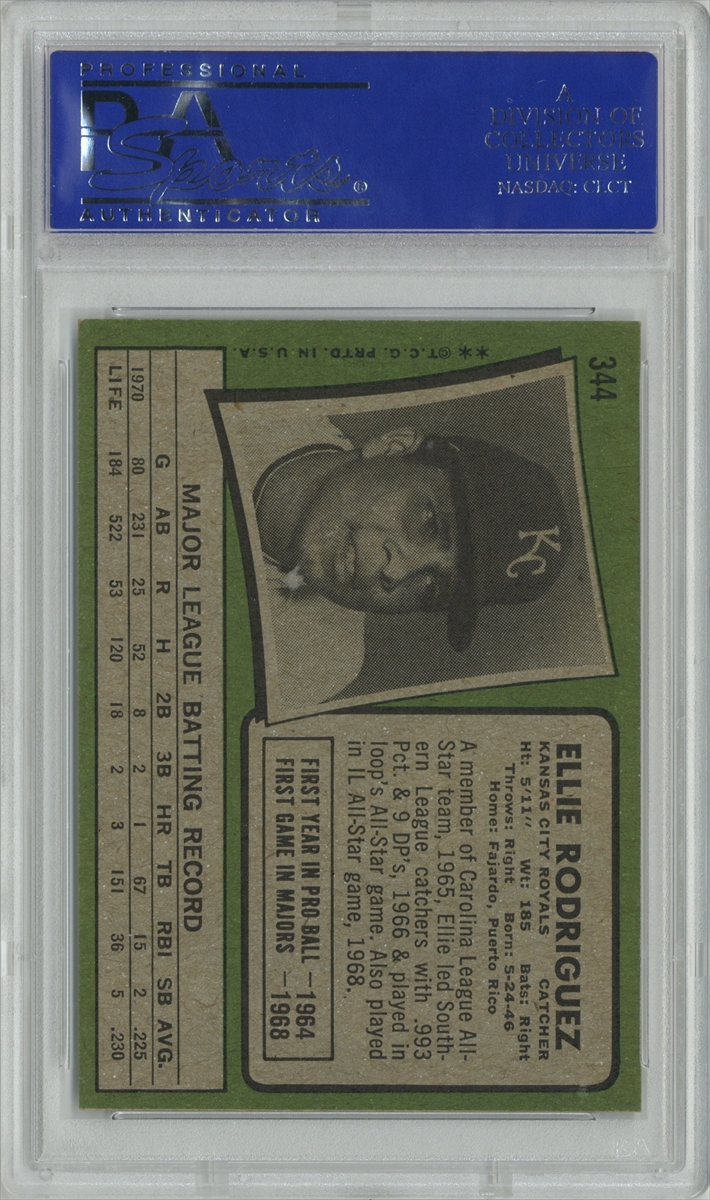 PROFESSIONAL
PSA
Sports®
AUTHENTICATOR
A
DIVISION OF
COLLECTORS
UNIVERSE
NASDAQ: CLCT
344
** ©T.C.G. PRTD. IN U.S.A.
KC
ELLIE RODRIGUEZ
KANSAS CITY ROYALS CATCHER
Ht: 5'11" Wt: 185 Bats: Right
Throws: Right Born: 5-24-46
Home: Fajardo, Puerto Rico
A member of Carolina League All-
Star team, 1965, Ellie led South-
ern League catchers with .993
Pct. & 9 DP's, 1966 & played in
loop's All-Star game. Also played
in IL All-Star game, 1968.
FIRST YEAR IN PRO BALL —1964
FIRST GAME IN MAJORS —1968
MAJOR LEAGUE BATTING RECORD
G AB R H 2B 3B HR TB RBI SB AVG.
1970 80 231 25 52 8 2 1 67 15 2 .225
LIFE 184 522 53 120 18 2 3 151 36 5 .230